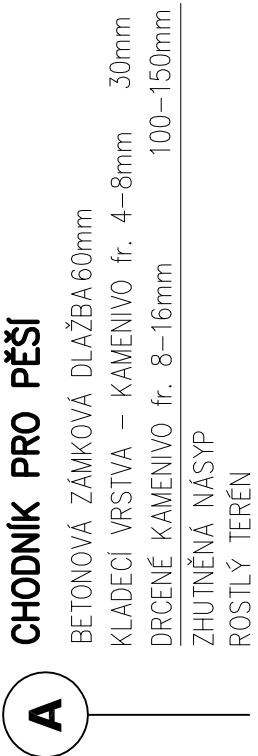 A
CHODNÍK PRO PĚŠÍ
BETONOVÁ ZÁMKOVÁ DLAŽBA 60mm
KLADECÍ VRSTVA – KAMENIVO fr. 4–8mm 30mm
DRCENÉ KAMENIVO fr. 8–16mm 100–150mm
ZHUTNĚNÁ NÁSYP
ROSTLÝ TERÉN